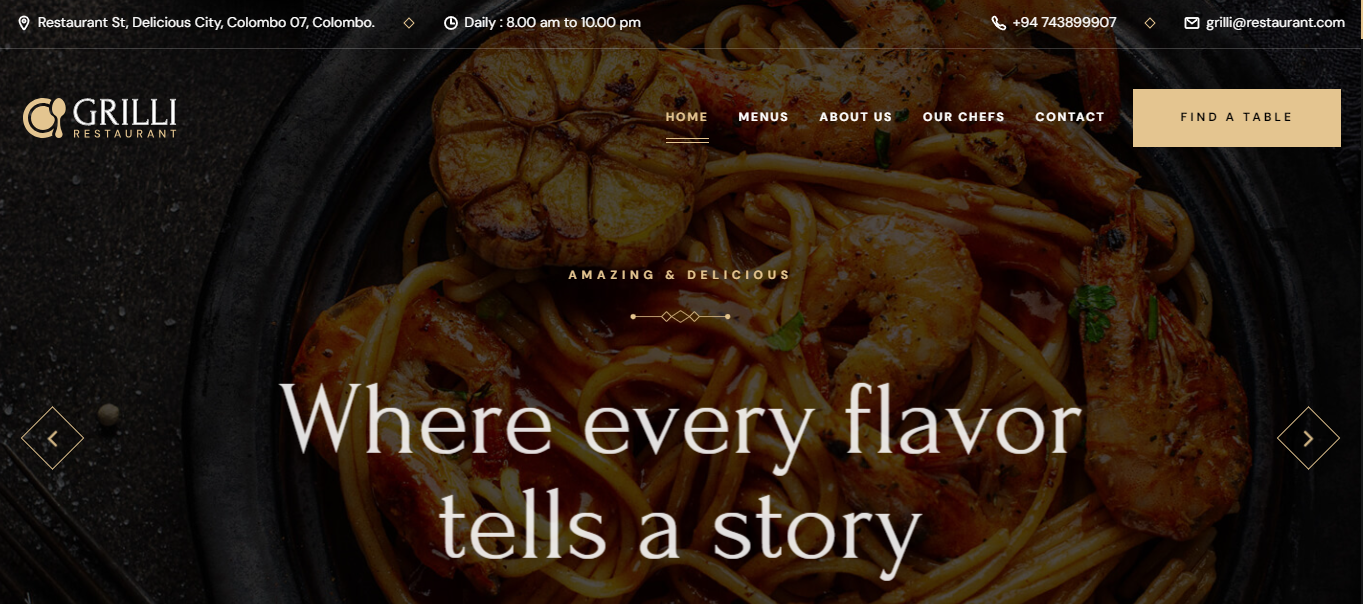 Restaurant St, Delicious City, Colombo 07, Colombo.
Daily : 8.00 am to 10.00 pm
+94 743899907
grilli@restaurant.com
GRILLI
RESTAURANT
HOME
MENUS
ABOUT US
OUR CHEFS
CONTACT
FIND A TABLE
AMAZING & DELICIOUS
Where every flavor
tells a story